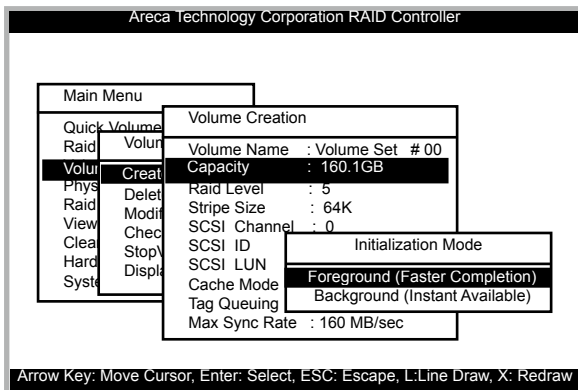 Areca Technology Corporation RAID Controller
Main Menu
Quick Volume
Raid
Volu
Phys
Raid
View
Clea
Hard
Syst
Volun
Creat
Delet
Modif
Chec
StopV
Displa
Volume Creation
Volume Name : Volume Set # 00
Capacity : 160.1GB
Raid Level : 5
Stripe Size : 64K
SCSI Channel : 0
SCSI ID
SCSI LUN
Cache Mode
Tag Queuing
Max Sync Rate : 160 MB/sec
Initialization Mode
Foreground (Faster Completion)
Background (Instant Available)
Arrow Key: Move Cursor, Enter: Select, ESC: Escape, L:Line Draw, X: Redraw